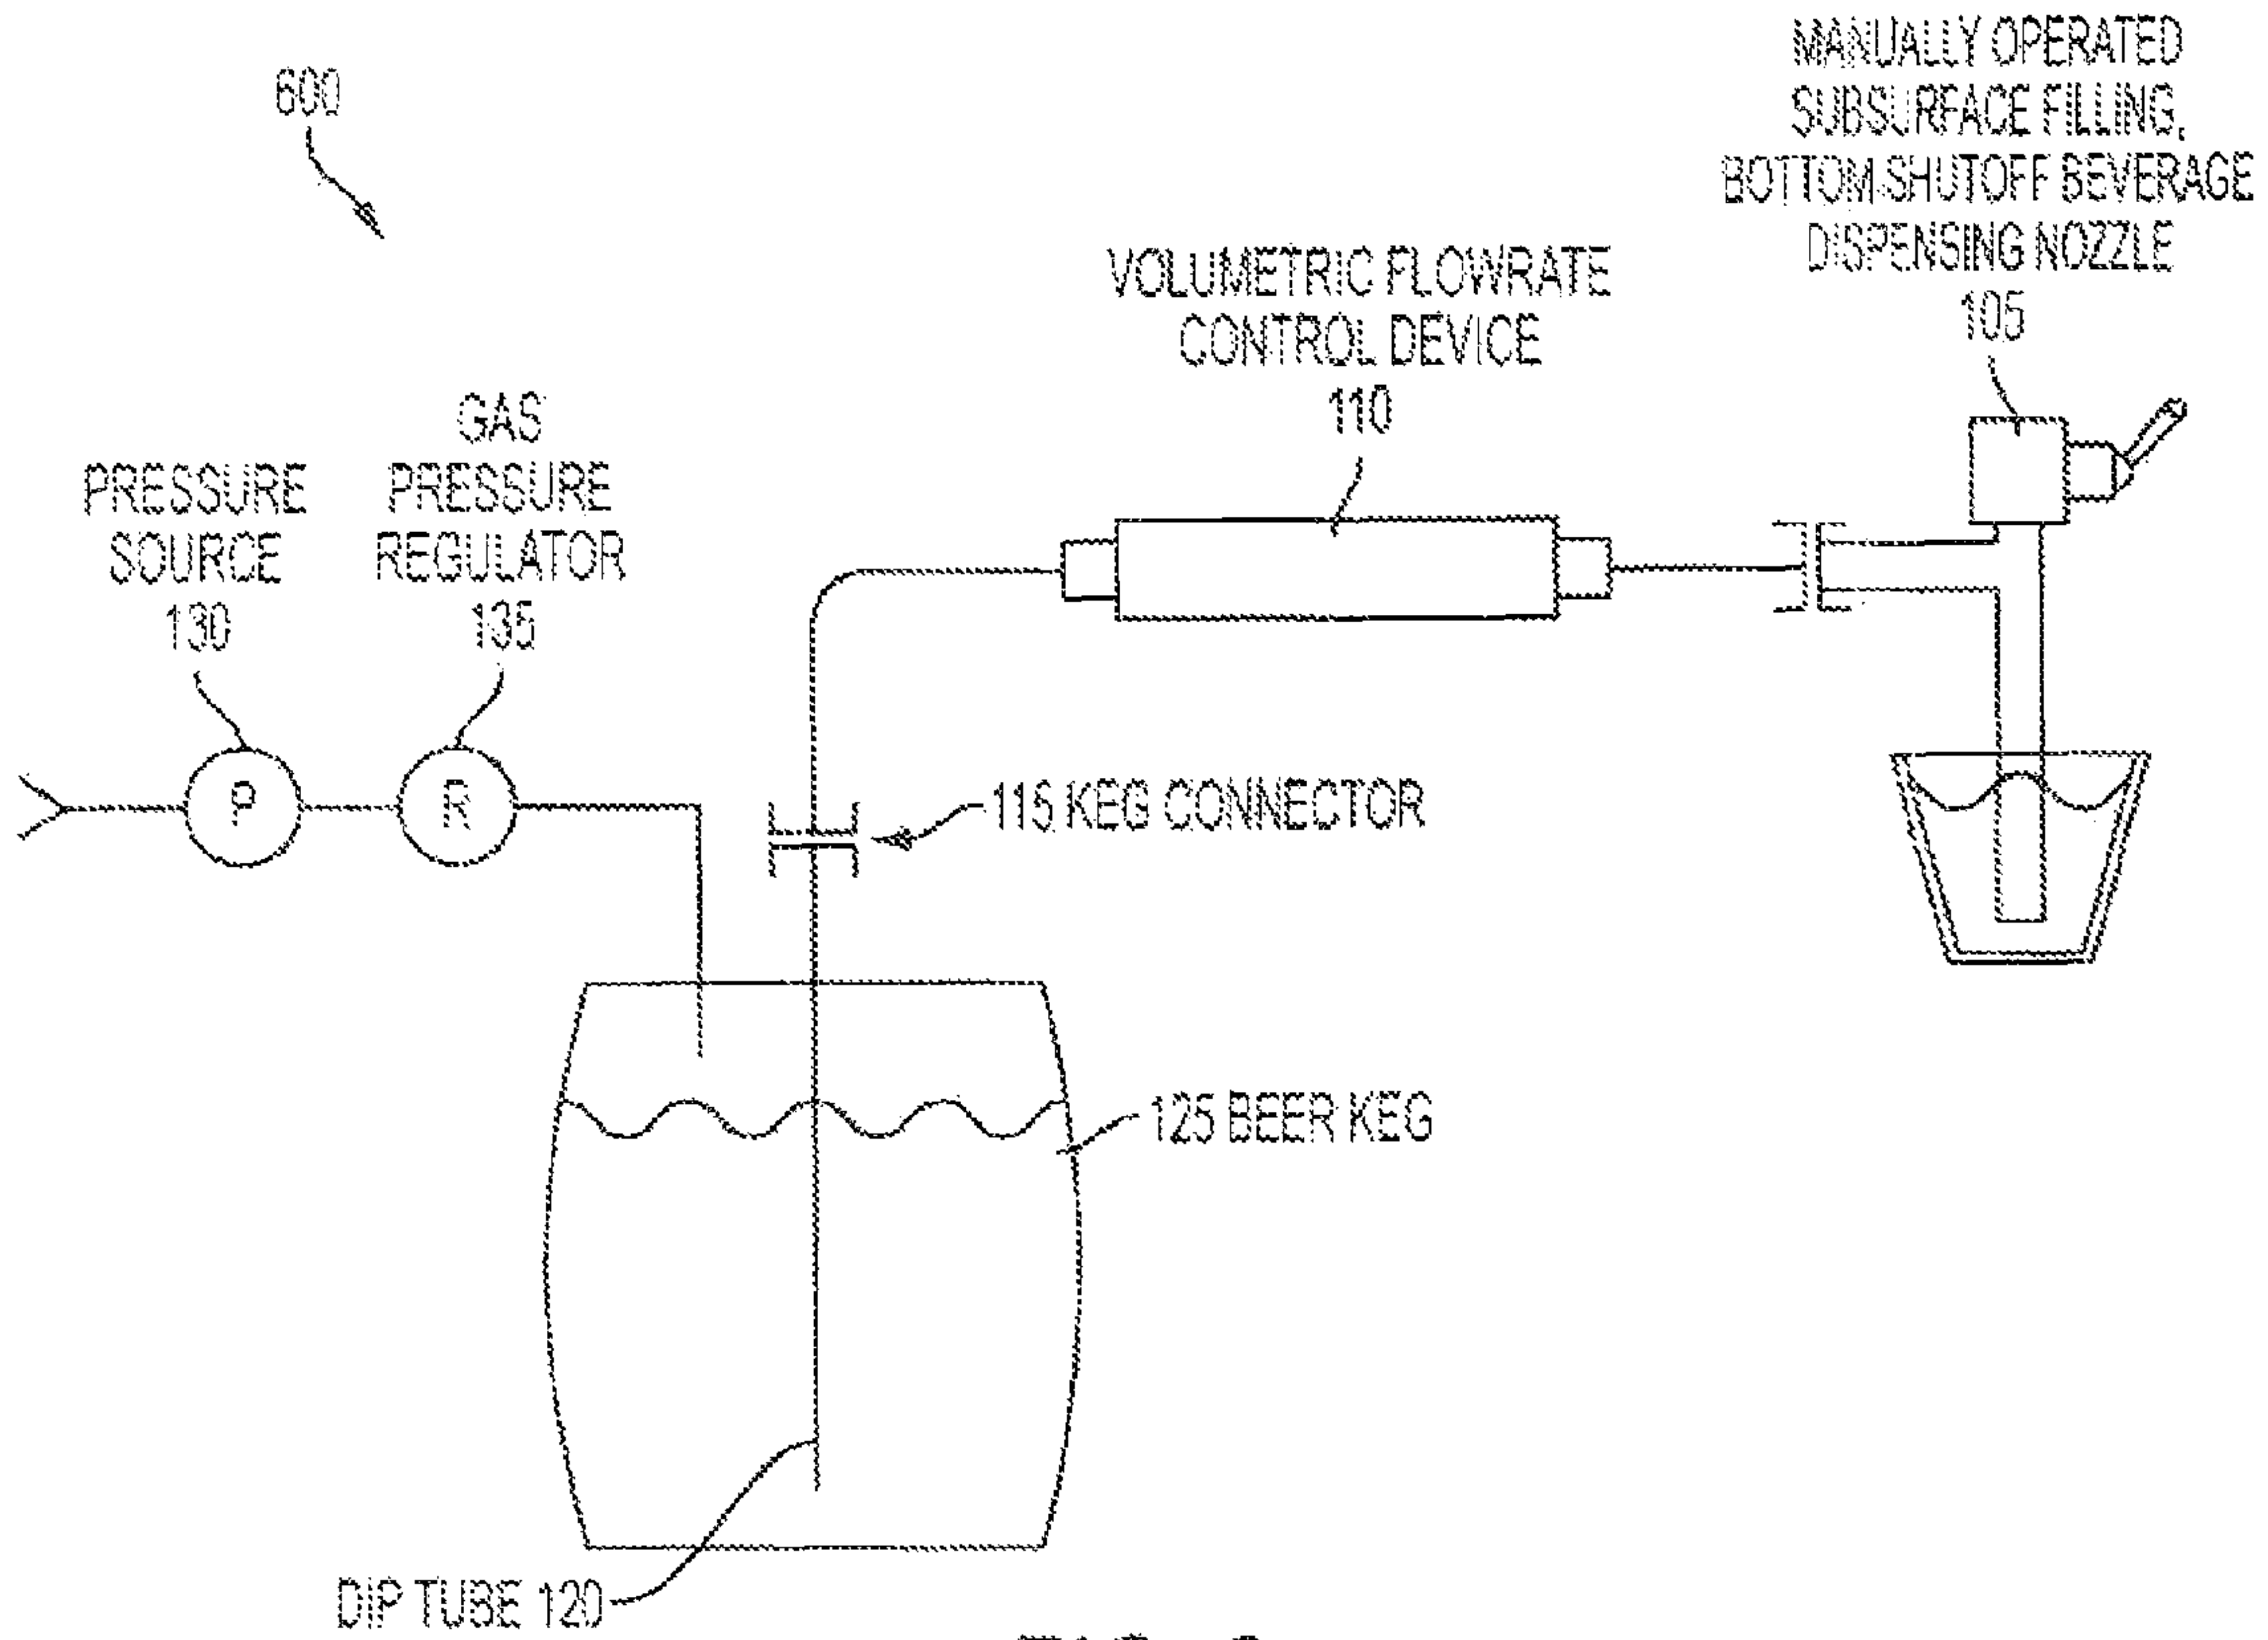 600
MANUALLY OPERATED
SUBSURFACE FILLING,
BOTTOM SHUTOFF BEVERAGE
DISPENSING NOZZLE
105
VOLUMETRIC FLOWRATE
CONTROL DEVICE
110
GAS
PRESSURE
REGULATOR
135
PRESSURE
SOURCE
130
P
R
115 KEG CONNECTOR
125 BEER KEG
DIP TUBE 120